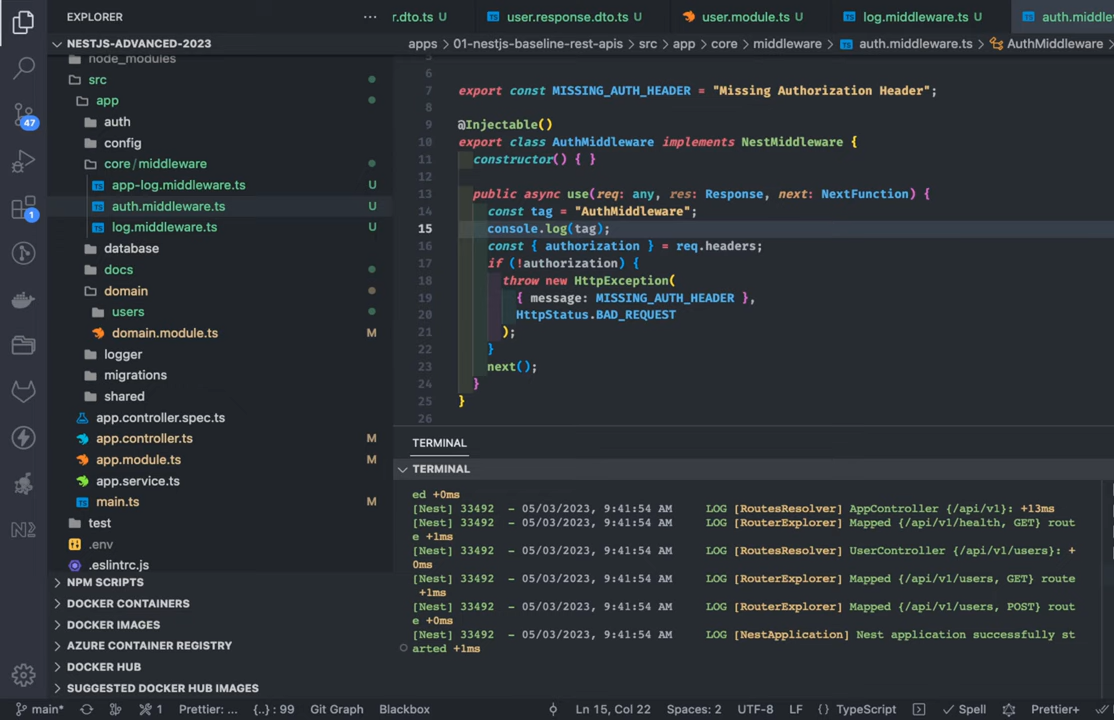 EXPLORER
...
r.dto.ts U
user.response.dto.ts U
user.module.ts U
log.middleware.ts U
auth.middle
NESTJS-ADVANCED-2023
apps > 01-nestjs-baseline-rest-apis > src > app > core > middleware > auth.middleware.ts > AuthMiddleware >
node_modules
src
app
auth
config
core/middleware
app-log.middleware.ts U
auth.middleware.ts U
log.middleware.ts U
database
docs
domain
users
domain.module.ts M
logger
migrations
shared
app.controller.spec.ts
app.controller.ts M
app.module.ts M
app.service.ts
main.ts M
test
.env
.eslintrc.js
NPM SCRIPTS
DOCKER CONTAINERS
DOCKER IMAGES
AZURE CONTAINER REGISTRY
DOCKER HUB
SUGGESTED DOCKER HUB IMAGES
47
1
N2
5
6
7 export const MISSING_AUTH_HEADER = "Missing Authorization Header";
8
9 @Injectable()
10 export class AuthMiddleware implements NestMiddleware {
11 constructor() { }
12
13 public async use(req: any, res: Response, next: NextFunction) {
14 const tag = "AuthMiddleware";
15 console.log(tag);
16 const { authorization } = req.headers;
17 if (!authorization) {
18 throw new HttpException(
19 { message: MISSING_AUTH_HEADER },
20 HttpStatus.BAD_REQUEST
21 );
22 }
23 next();
24 }
25 }
26
TERMINAL
TERMINAL
ed +0ms
[Nest] 33492 - 05/03/2023, 9:41:54 AM LOG [RoutesResolver] AppController {/api/v1}: +13ms
[Nest] 33492 - 05/03/2023, 9:41:54 AM LOG [RouterExplorer] Mapped {/api/v1/health, GET} rout
e +1ms
[Nest] 33492 - 05/03/2023, 9:41:54 AM LOG [RoutesResolver] UserController {/api/v1/users}: +
0ms
[Nest] 33492 - 05/03/2023, 9:41:54 AM LOG [RouterExplorer] Mapped {/api/v1/users, GET} route
+1ms
[Nest] 33492 - 05/03/2023, 9:41:54 AM LOG [RouterExplorer] Mapped {/api/v1/users, POST} rout
e +0ms
[Nest] 33492 - 05/03/2023, 9:41:54 AM LOG [NestApplication] Nest application successfully st
arted +1ms
main* 1 Prettier: ... {..} : 99 Git Graph Blackbox Ln 15, Col 22 Spaces: 2 UTF-8 LF {} TypeScript Spell Prettier+